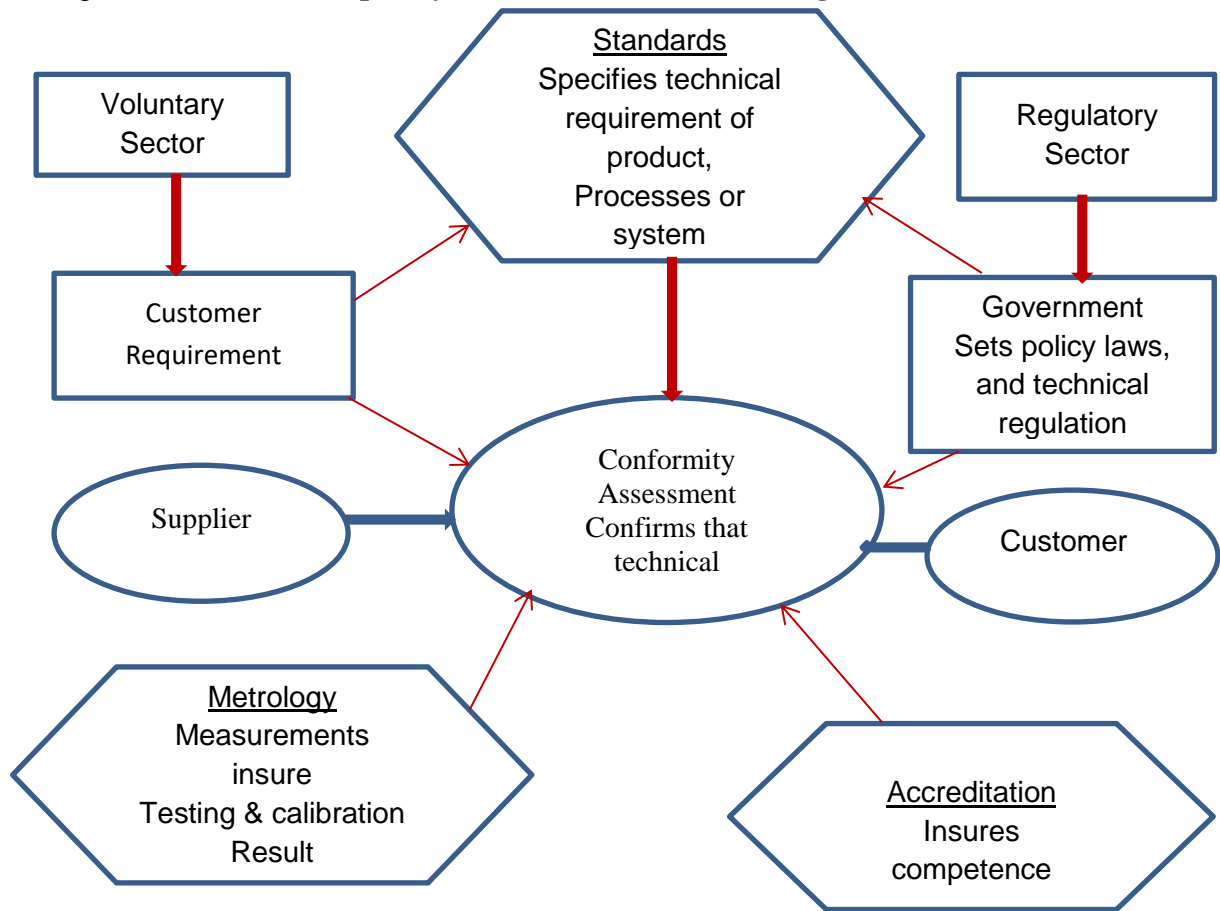 Standards
Specifies technical
requirement of
product,
Processes or
system
Voluntary
Sector
Regulatory
Sector
Customer
Requirement
Government
Sets policy laws,
and technical
regulation
Conformity
Assessment
Confirms that
technical
Supplier
Customer
Metrology
Measurements
insure
Testing & calibration
Result
Accreditation
Insures
competence